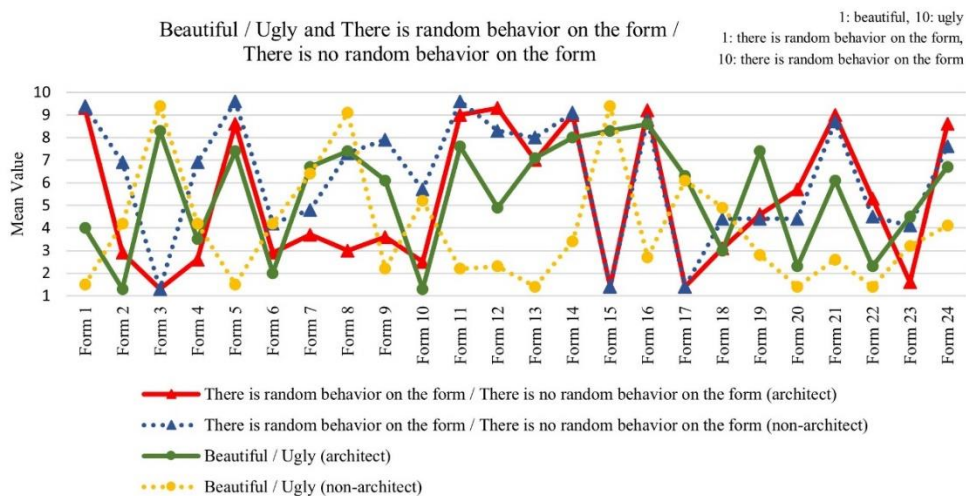 Beautiful / Ugly and There is random behavior on the form /
There is no random behavior on the form
1: beautiful, 10: ugly
1: there is random behavior on the form,
10: there is random behavior on the form
Mean Value
10
9
8
7
6
5
4
3
2
1
Form 1
Form 2
Form 3
Form 4
Form 5
Form 6
Form 7
Form 8
Form 9
Form 10
Form 11
Form 12
Form 13
Form 14
Form 15
Form 16
Form 17
Form 18
Form 19
Form 20
Form 21
Form 22
Form 23
Form 24
There is random behavior on the form / There is no random behavior on the form (architect)
There is random behavior on the form / There is no random behavior on the form (non-architect)
Beautiful / Ugly (architect)
Beautiful / Ugly (non-architect)